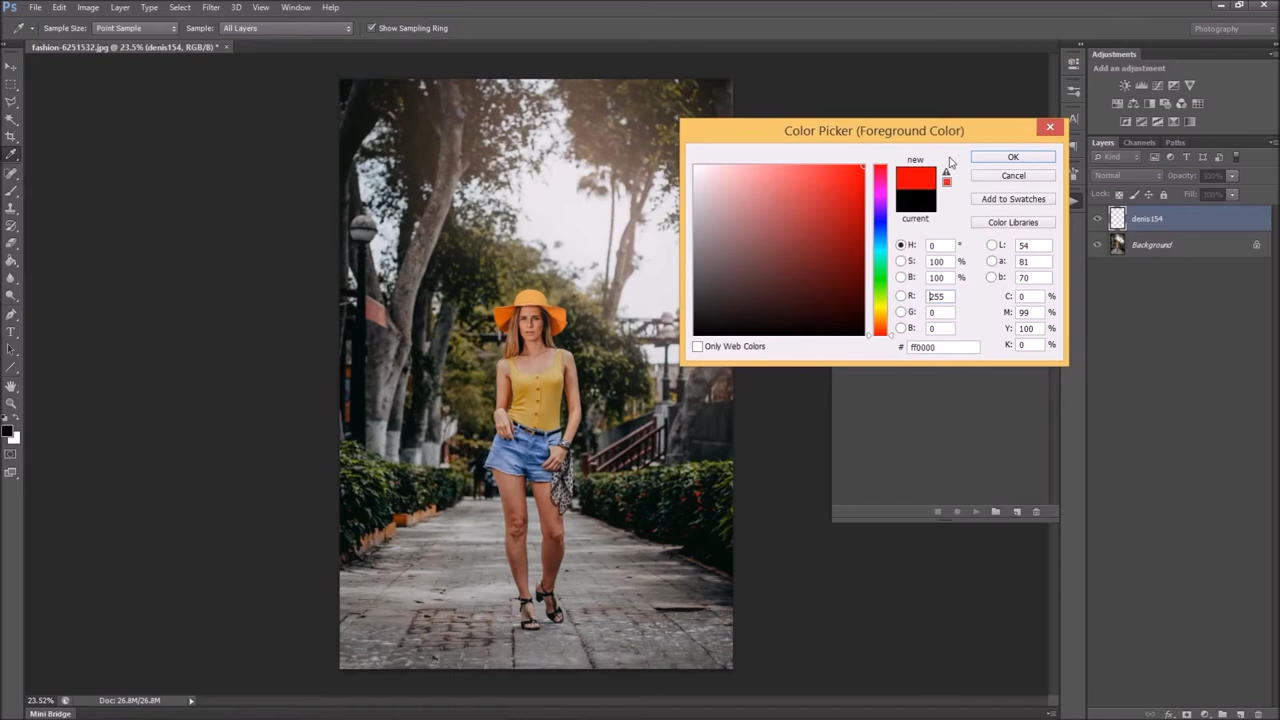 Ps File Edit Image Layer Type Select Filter 3D View Window Help
Sample Size: Point Sample Sample: All Layers Show Sampling Ring Photography
fashion-6251532.jpg @ 23.5% (denis154, RGB/8) * ×
Adjustments
Add an adjustment
Color Picker (Foreground Color)
new
current
OK
Cancel
Add to Swatches
Color Libraries
H: 0 ° L: 54
S: 100 % a: 81
B: 100 % b: 70
R: 255 C: 0 %
G: 0 M: 99 %
B: 0 Y: 100 %
# ff0000 K: 0 %
Only Web Colors
Layers Channels Paths
Kind
Normal Opacity: 100%
Lock: Fill: 100%
denis154
Background
23.52% Doc: 26.8M/26.8M
Mini Bridge